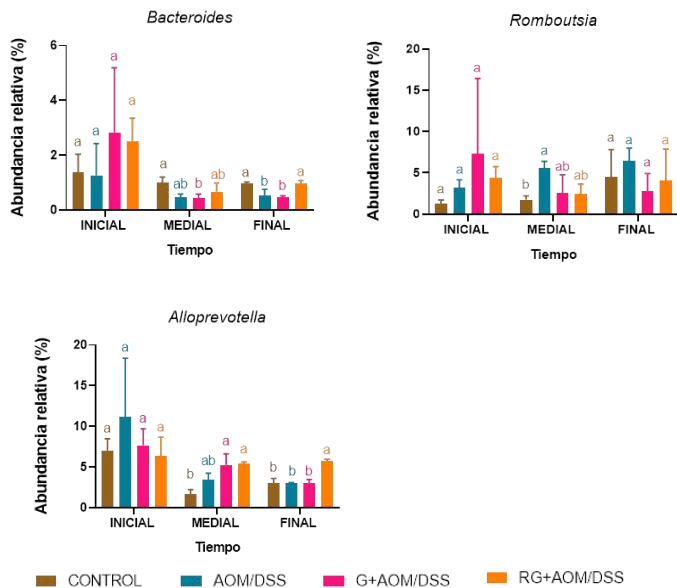 Bacteroides
Abundancia relativa (%)
6
4
2
0
a a a a
a ab b ab
a b b a
INICIAL MEDIAL FINAL
Tiempo
Romboutsia
Abundancia relativa (%)
20
15
10
5
0
a a a a
b a ab ab
a a a a
INICIAL MEDIAL FINAL
Tiempo
Alloprevotella
Abundancia relativa (%)
20
15
10
5
0
a a a a
b ab a a
b b b a
INICIAL MEDIAL FINAL
Tiempo
CONTROL AOM/DSS G+AOM/DSS RG+AOM/DSS